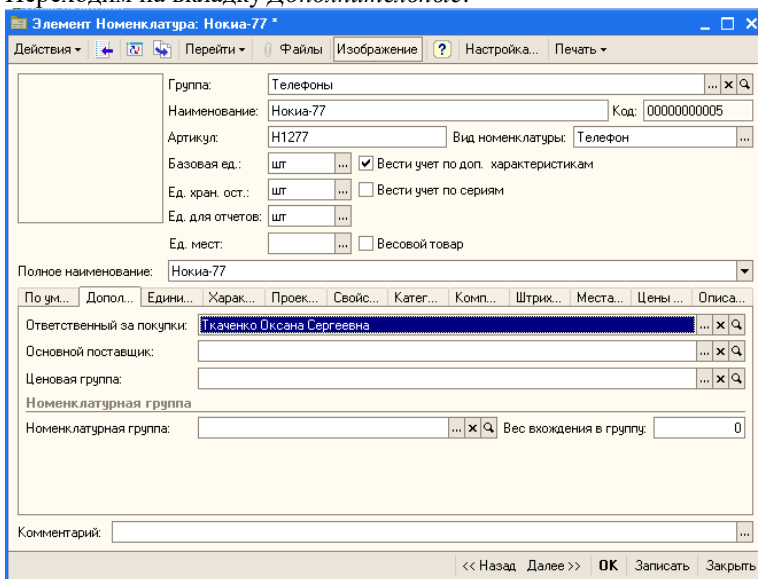 Переходим на вкладку Дополнительные:
Элемент Номенклатура: Нокиа-77 *
Действия Перейти Файлы Изображение ? Настройка... Печать
Группа: Телефоны ... x
Наименование: Нокиа-77 Код: 00000000005
Артикул: Н1277 Вид номенклатуры: Телефон ...
Базовая ед.: шт ... Вести учет по доп. характеристикам
Ед. хран. ост.: шт ... Вести учет по сериям
Ед. для отчетов: шт ...
Ед. мест: ... Весовой товар
Полное наименование: Нокиа-77
По ум... Допол... Едини... Харак... Проек... Свойс... Катег... Комп... Штрих... Места... Цены ... Описа...
Ответственный за покупки: Ткаченко Оксана Сергеевна ... x
Основной поставщик: ... x
Ценовая группа: ... x
Номенклатурная группа
Номенклатурная группа: ... x Вес вхождения в группу: 0
Комментарий: ...
<< Назад Далее >> OK Записать Закрыть